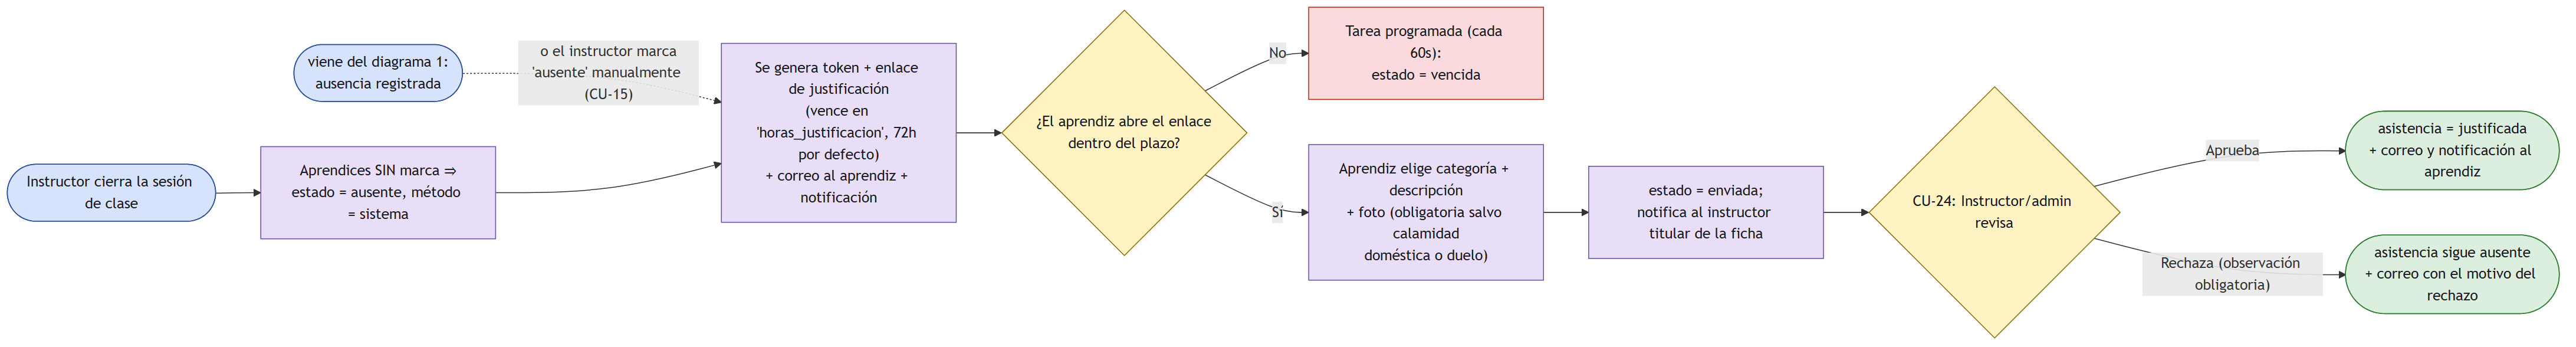 viene del diagrama 1:
ausencia registrada
o el instructor marca
'ausente' manualmente
(CU-15)
Instructor cierra la sesión
de clase
Aprendices SIN marca ⇒
estado = ausente, método
= sistema
Se genera token + enlace
de justificación
(vence en
'horas_justificacion', 72h
por defecto)
+ correo al aprendiz +
notificación
¿El aprendiz abre el enlace
dentro del plazo?
No
Tarea programada (cada
60s):
estado = vencida
Sí
Aprendiz elige categoría +
descripción
+ foto (obligatoria salvo
calamidad
doméstica o duelo)
estado = enviada;
notifica al instructor
titular de la ficha
CU-24: Instructor/admin
revisa
Aprueba
asistencia = justificada
+ correo y notificación al
aprendiz
Rechaza (observación
obligatoria)
asistencia sigue ausente
+ correo con el motivo del
rechazo